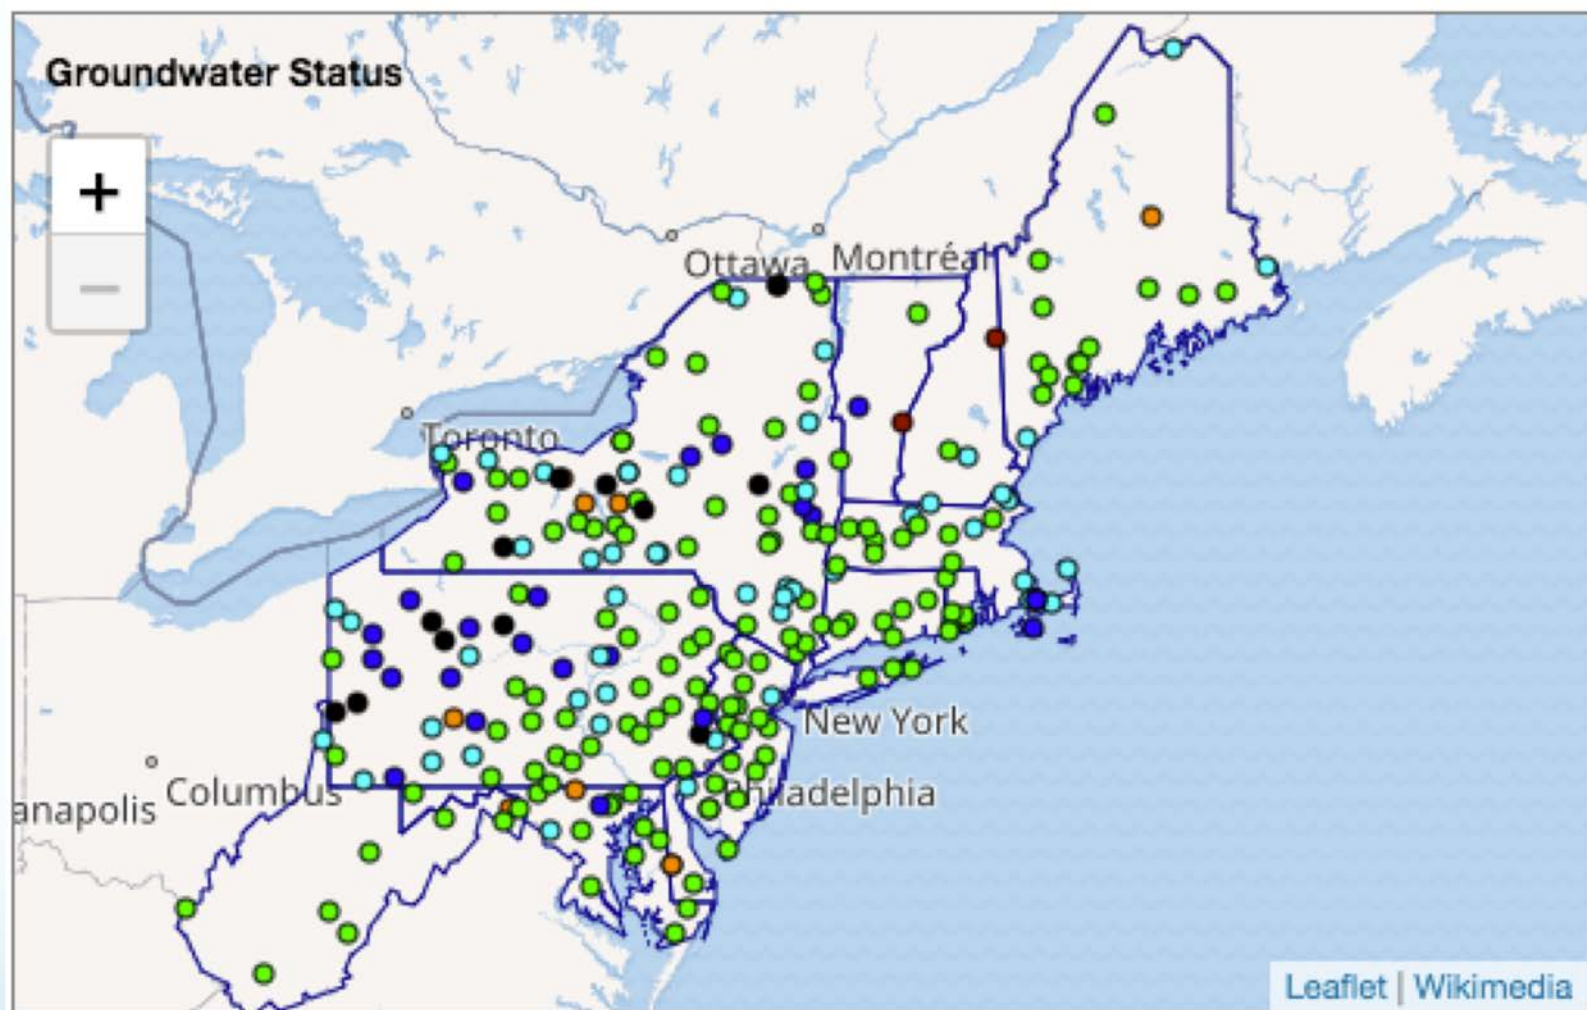 Groundwater Status
+
−
Ottawa
Montréal
Toronto
New York
Columbus
Philadelphia
anapolis
Leaflet | Wikimedia